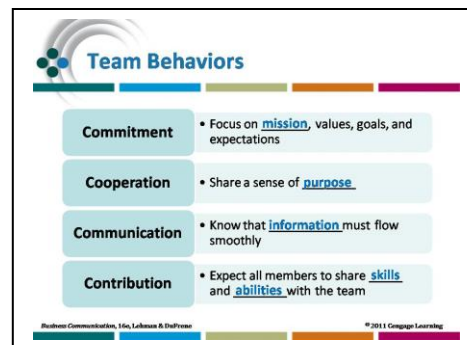 Team Behaviors
Commitment
• Focus on mission, values, goals, and
expectations
Cooperation
• Share a sense of purpose
Communication
• Know that information must flow
smoothly
Contribution
• Expect all members to share skills
and abilities with the team
Business Communication, 16e, Lehman & DuFrene
©2011 Cengage Learning